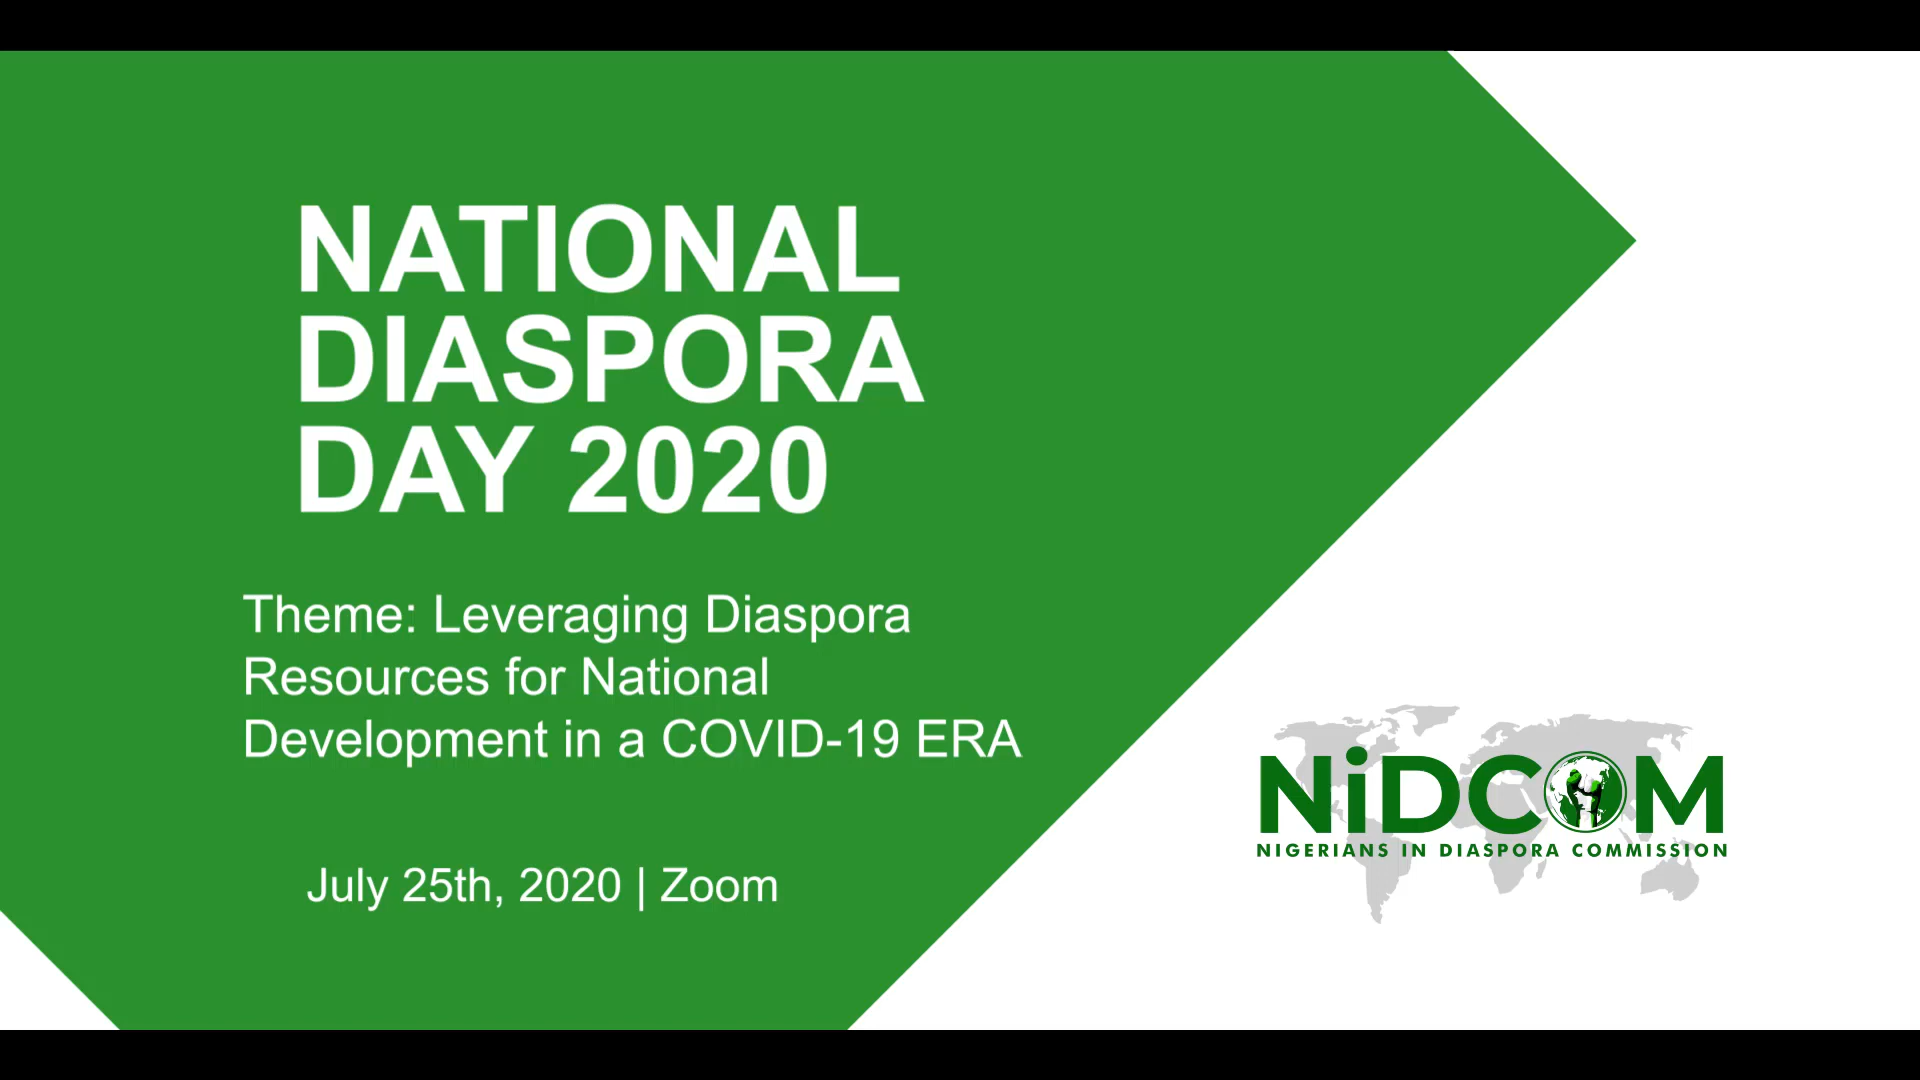 NATIONAL
DIASPORA
DAY 2020
Theme: Leveraging Diaspora
Resources for National
Development in a COVID-19 ERA
July 25th, 2020 | Zoom
NiDCOM
NIGERIANS IN DIASPORA COMMISSION